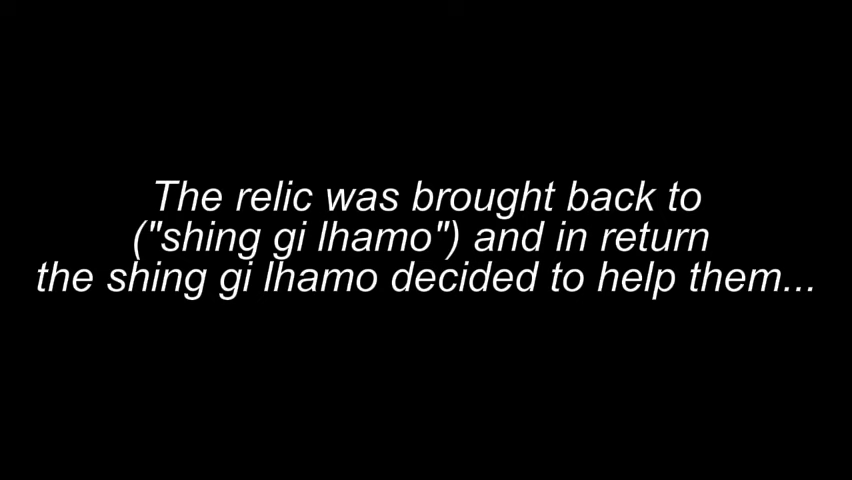 The relic was brought back to
("shing gi lhamo") and in return
the shing gi lhamo decided to help them...